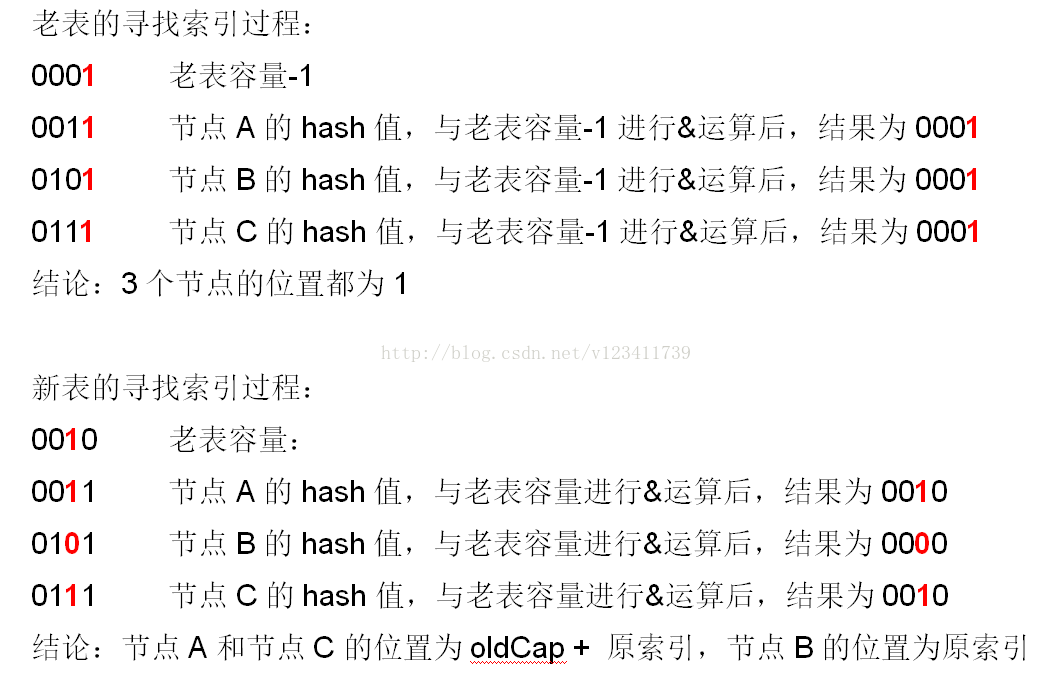 老表的寻找索引过程：
0001 老表容量-1
0011 节点 A 的 hash 值，与老表容量-1 进行&运算后，结果为 0001
0101 节点 B 的 hash 值，与老表容量-1 进行&运算后，结果为 0001
0111 节点 C 的 hash 值，与老表容量-1 进行&运算后，结果为 0001
结论：3 个节点的位置都为 1
http://blog.csdn.net/v123411739
新表的寻找索引过程：
0010 老表容量：
0011 节点 A 的 hash 值，与老表容量进行&运算后，结果为 0010
0101 节点 B 的 hash 值，与老表容量进行&运算后，结果为 0000
0111 节点 C 的 hash 值，与老表容量进行&运算后，结果为 0010
结论：节点 A 和节点 C 的位置为 oldCap + 原索引，节点 B 的位置为原索引